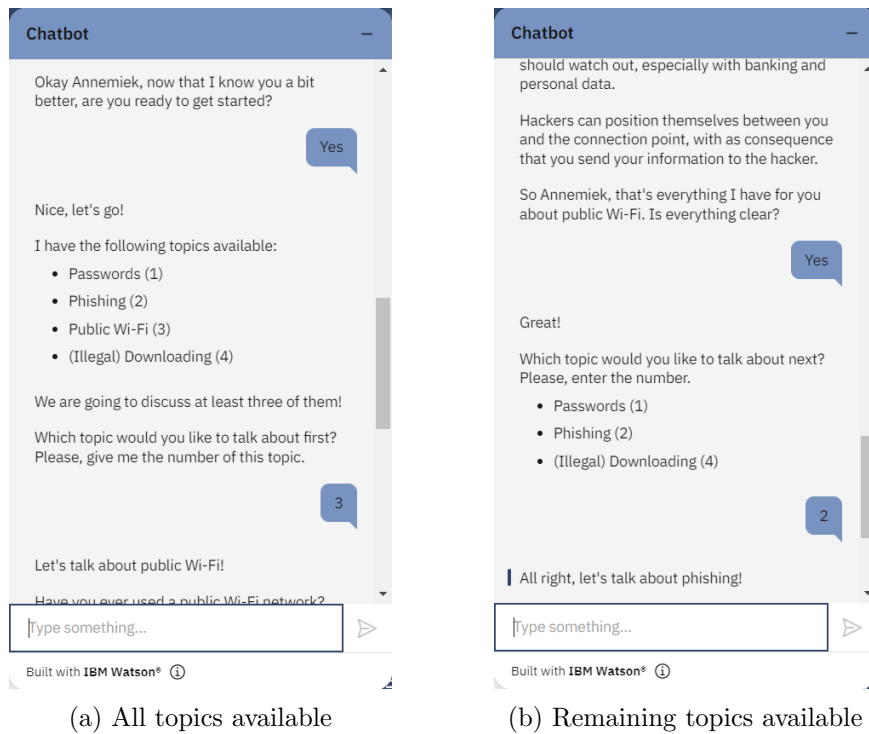 Chatbot
Okay Annemiek, now that I know you a bit
better, are you ready to get started?
Yes
Nice, let's go!
I have the following topics available:
• Passwords (1)
• Phishing (2)
• Public Wi-Fi (3)
• (Illegal) Downloading (4)
We are going to discuss at least three of them!
Which topic would you like to talk about first?
Please, give me the number of this topic.
3
Let's talk about public Wi-Fi!
Have you ever used a public Wi-Fi network?
Type something...
Built with IBM Watson®
(a) All topics available
Chatbot
should watch out, especially with banking and
personal data.
Hackers can position themselves between you
and the connection point, with as consequence
that you send your information to the hacker.
So Annemiek, that's everything I have for you
about public Wi-Fi. Is everything clear?
Yes
Great!
Which topic would you like to talk about next?
Please, enter the number.
• Passwords (1)
• Phishing (2)
• (Illegal) Downloading (4)
2
All right, let's talk about phishing!
Type something...
Built with IBM Watson®
(b) Remaining topics available